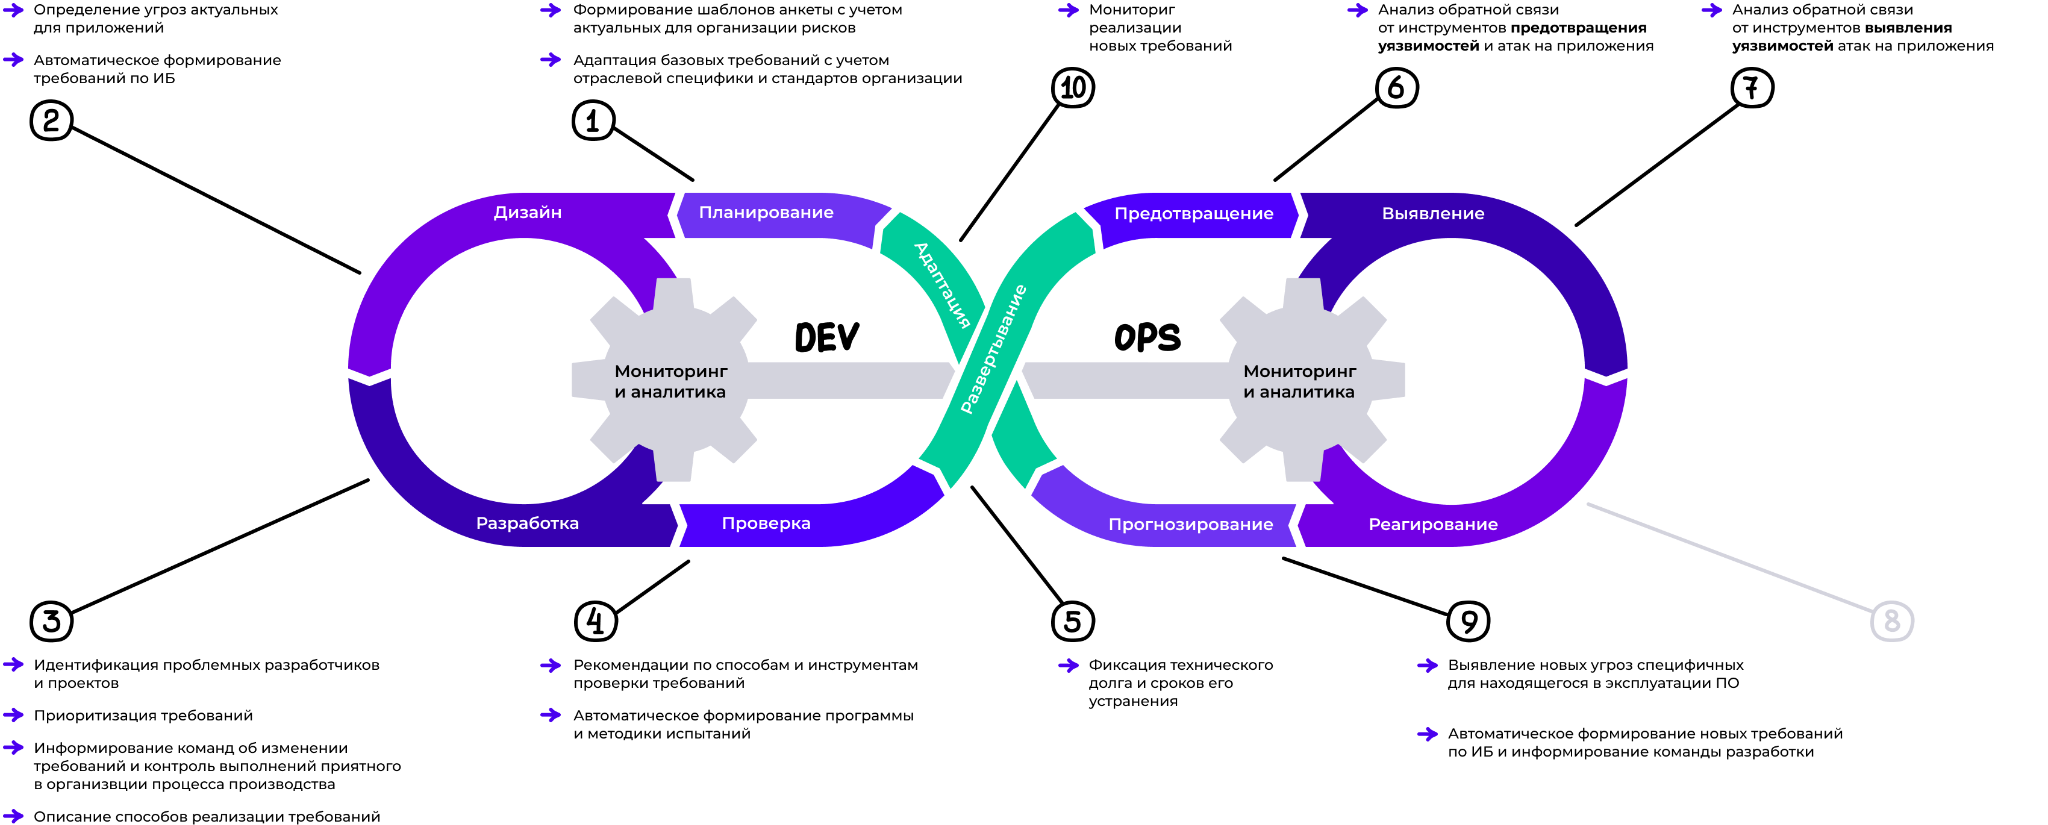 Определение угроз актуальных
для приложений
Автоматическое формирование
требований по ИБ
2
Формирование шаблонов анкеты с учетом
актуальных для организации рисков
Адаптация базовых требований с учетом
отраслевой специфики и стандартов организации
1
Мониториг
реализации
новых требований
10
Анализ обратной связи
от инструментов предотвращения
уязвимостей и атак на приложения
6
Анализ обратной связи
от инструментов выявления
уязвимостей атак на приложения
7
Дизайн
Планирование
Адаптация
Развертывание
Предотвращение
Выявление
DEV
OPS
Мониторинг
и аналитика
Мониторинг
и аналитика
Разработка
Проверка
Прогнозирование
Реагирование
3
Идентификация проблемных разработчиков
и проектов
Приоритизация требований
Информирование команд об изменении
требований и контроль выполнений приятного
в организвции процесса производства
Описание способов реализации требований
4
Рекомендации по способам и инструментам
проверки требований
Автоматическое формирование программы
и методики испытаний
5
Фиксация технического
долга и сроков его
устранения
9
Выявление новых угроз специфичных
для находящегося в эксплуатации ПО
Автоматическое формирование новых требований
по ИБ и информирование команды разработки
8